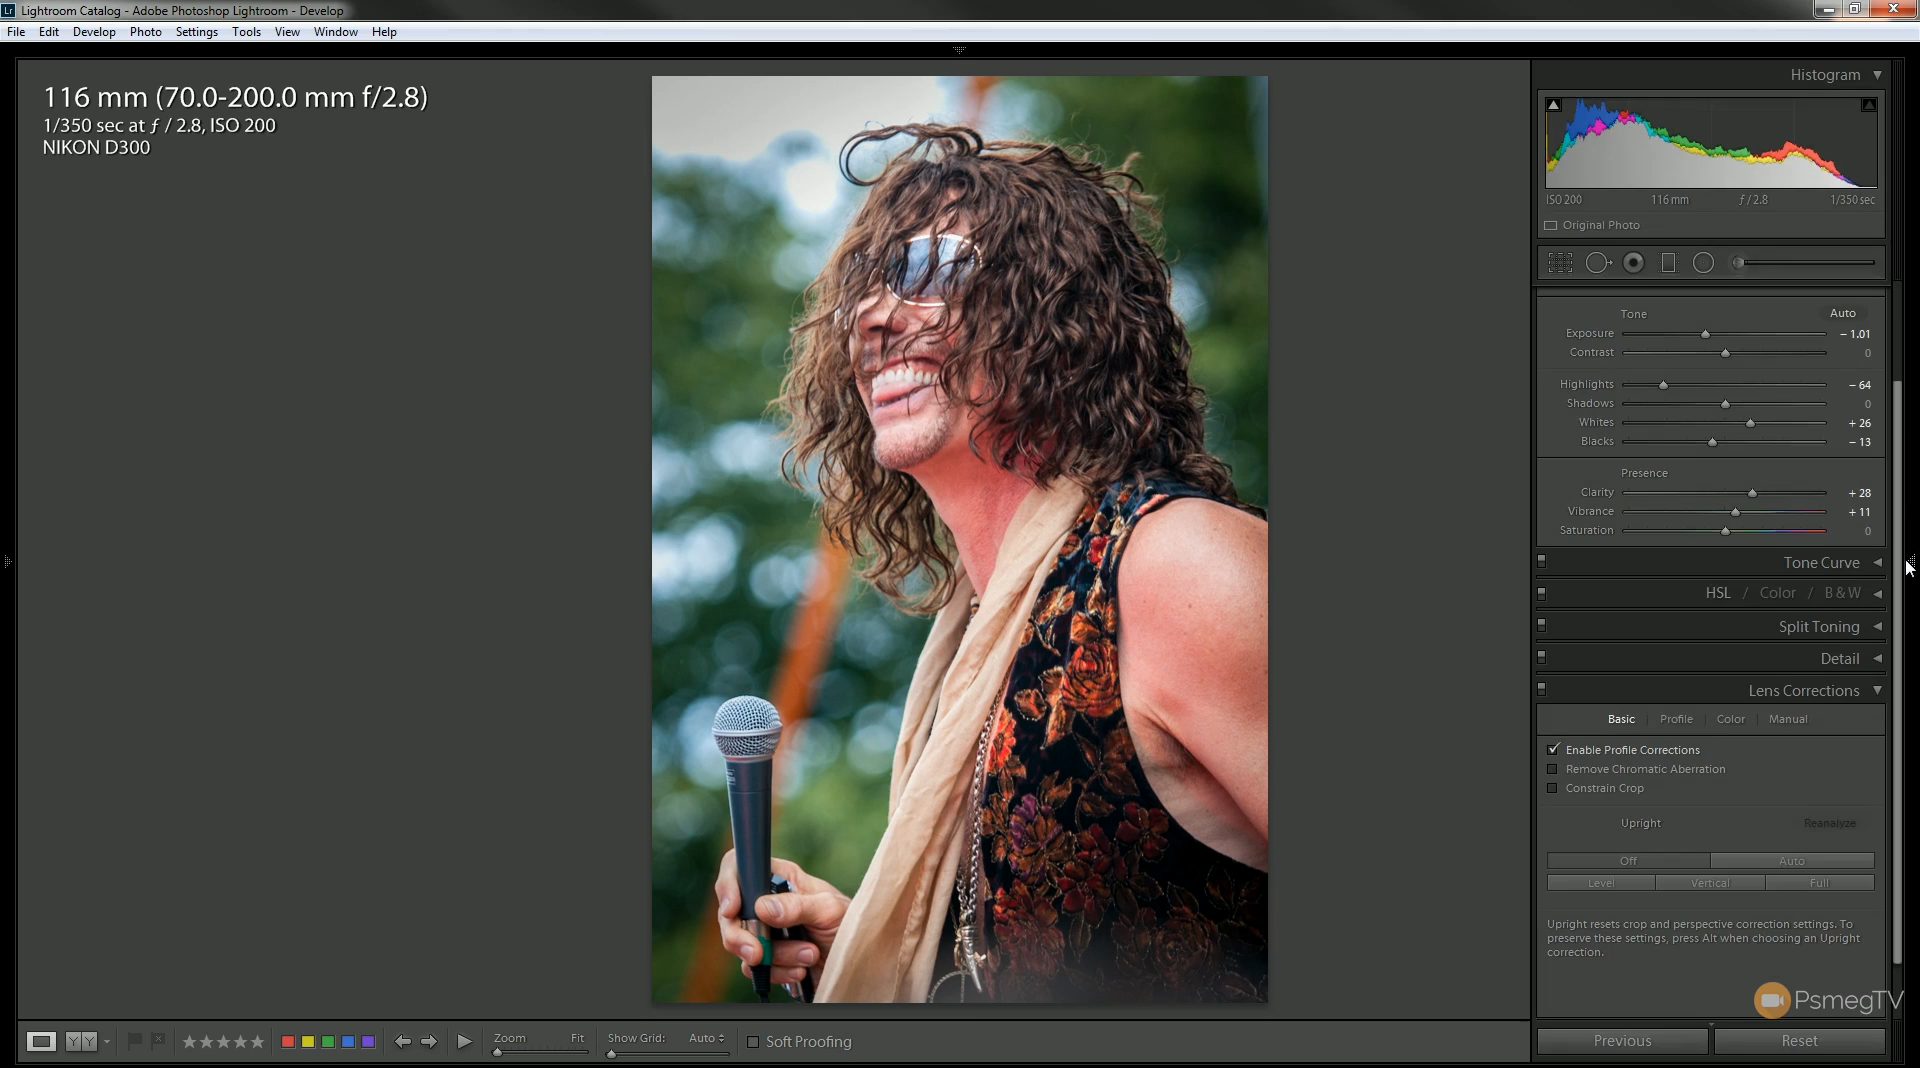 Lr Lightroom Catalog - Adobe Photoshop Lightroom - Develop
File Edit Develop Photo Settings Tools View Window Help
116 mm (70.0-200.0 mm f/2.8)
1/350 sec at ƒ / 2.8, ISO 200
NIKON D300
Histogram
ISO 200 116 mm ƒ / 2.8 1/350 sec
Original Photo
Tone Auto
Exposure – 1.01
Contrast 0
Highlights – 64
Shadows 0
Whites + 26
Blacks – 13
Presence
Clarity + 28
Vibrance + 11
Saturation 0
Tone Curve
HSL / Color / B & W
Split Toning
Detail
Lens Corrections
Basic | Profile | Color | Manual
Enable Profile Corrections
Remove Chromatic Aberration
Constrain Crop
Upright Reanalyze
Off Auto
Level Vertical Full
Upright resets crop and perspective correction settings. To
preserve these settings, press Alt when choosing an Upright
correction.
PsmegTV
YY Zoom Fit Show Grid: Auto Soft Proofing Previous Reset